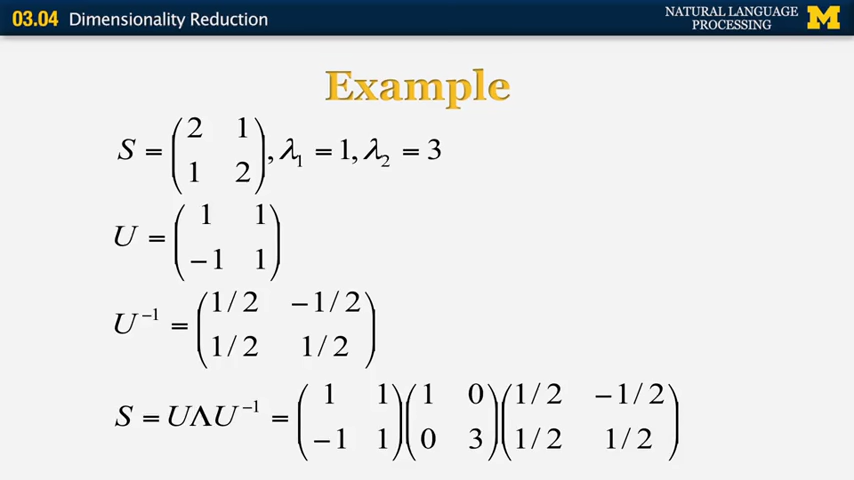 03.04 Dimensionality Reduction
NATURAL LANGUAGE
PROCESSING
M
Example
S = (2 1
1 2), λ₁ = 1, λ₂ = 3
U = (1 1
−1 1)
U⁻¹ = (1/2 −1/2
1/2 1/2)
S = UΛU⁻¹ = (1 1
−1 1)(1 0
0 3)(1/2 −1/2
1/2 1/2)